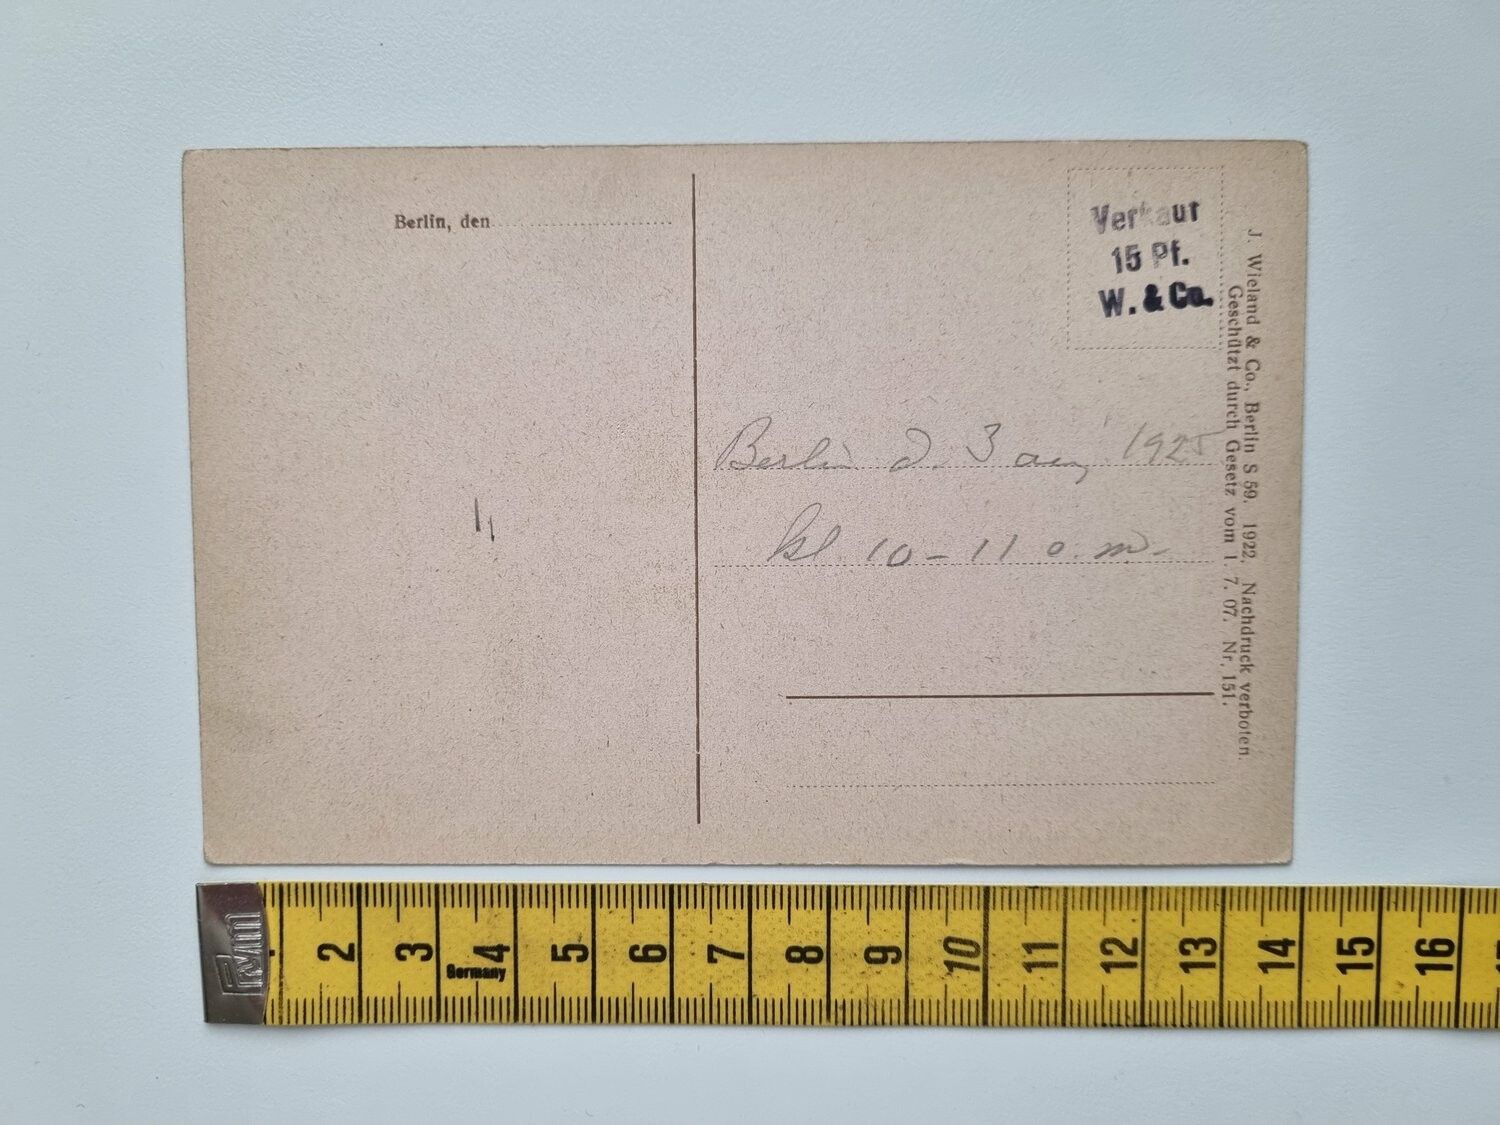 Berlin, den
Verkauf
15 Pf.
W. & Co.
J. Wieland & Co., Berlin S 59. 1922. Nachdruck verboten.
Geschützt durch Gesetz vom 1. 7. 07. Nr. 151.
Berlin d. 3 aug 1925
kl 10-11 e. m.
prym
2 3 4 5 6 7 8 9 10 11 12 13 14 15 16
Germany